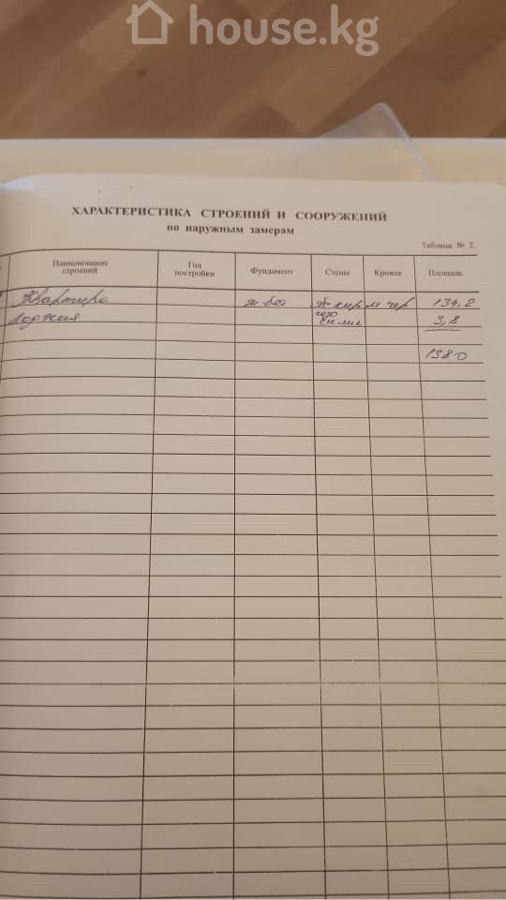 house.kg
ХАРАКТЕРИСТИКА СТРОЕНИЙ И СООРУЖЕНИЙ
по наружным замерам
Таблица № 2
Наименование строений Год постройки Фундамент Стены Кровля Площадь
Квартира ж-бет 134,2
Лоджия 3,8
138 0